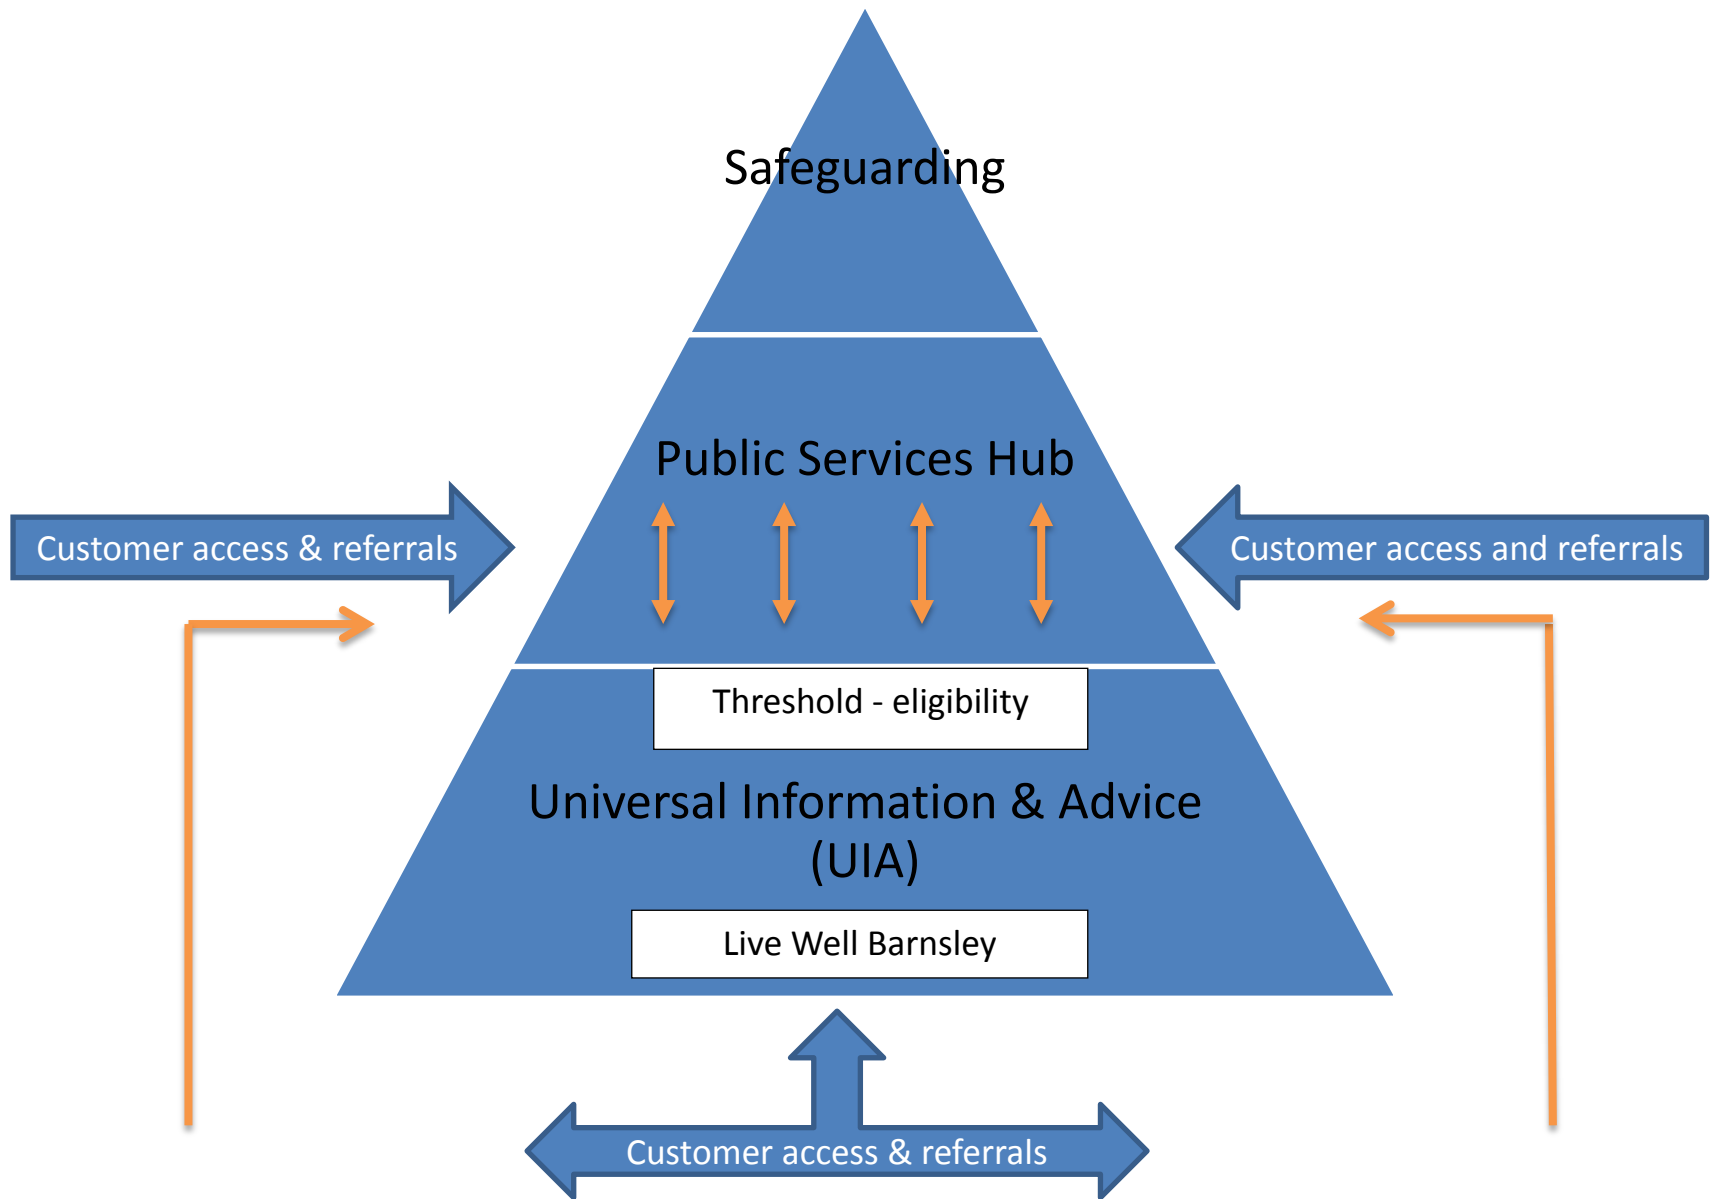 Safeguarding
Public Services Hub
Customer access & referrals
Customer access and referrals
Threshold - eligibility
Universal Information & Advice
(UIA)
Live Well Barnsley
Customer access & referrals